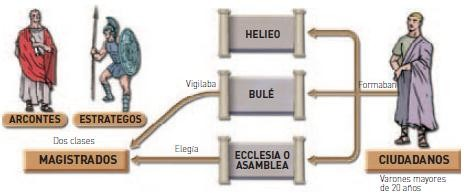 HELIEO
Vigilaba
BULÉ
Formaban
ARCONTES
ESTRATEGOS
Dos clases
MAGISTRADOS
Elegía
ECCLESIA O
ASAMBLEA
CIUDADANOS
Varones mayores
de 20 años